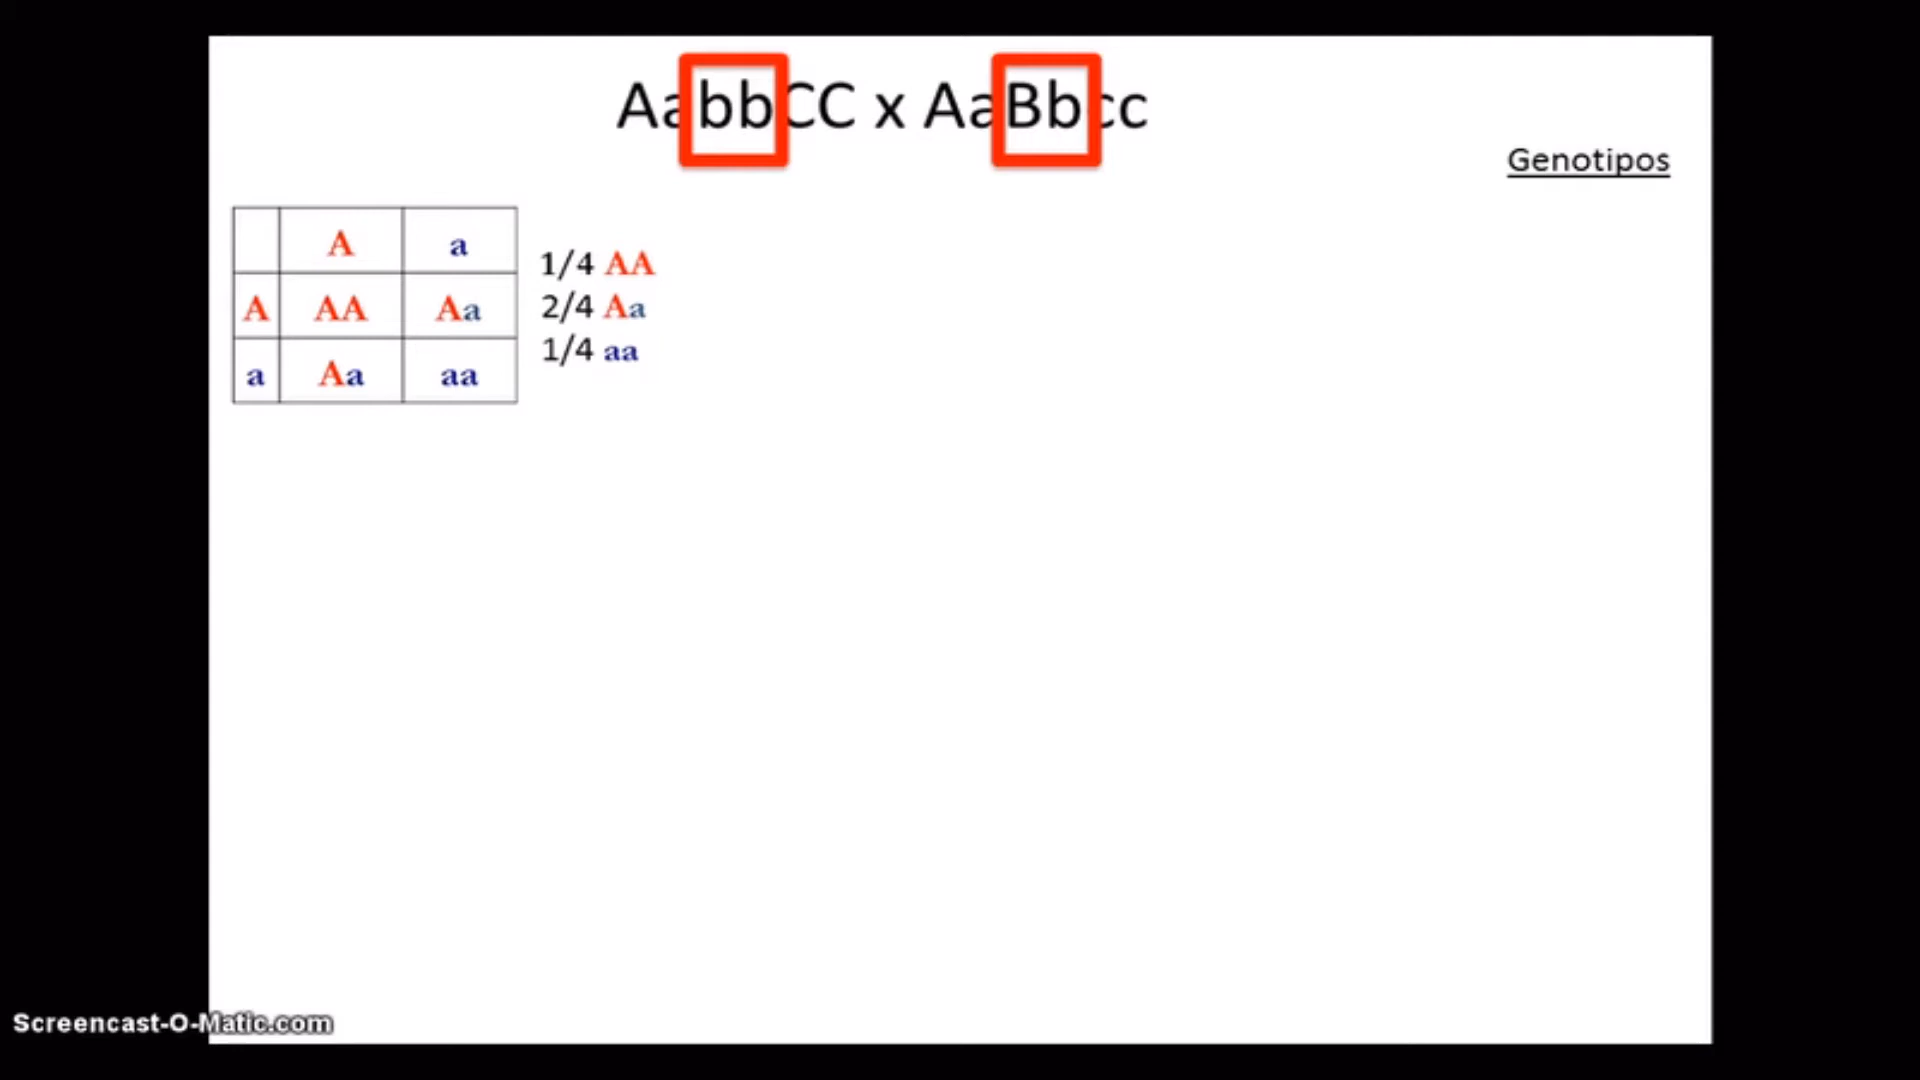 AabbCC x AaBbcc
Genotipos
A a
A AA Aa
a Aa aa
1/4 AA
2/4 Aa
1/4 aa
Screencast-O-Matic.com